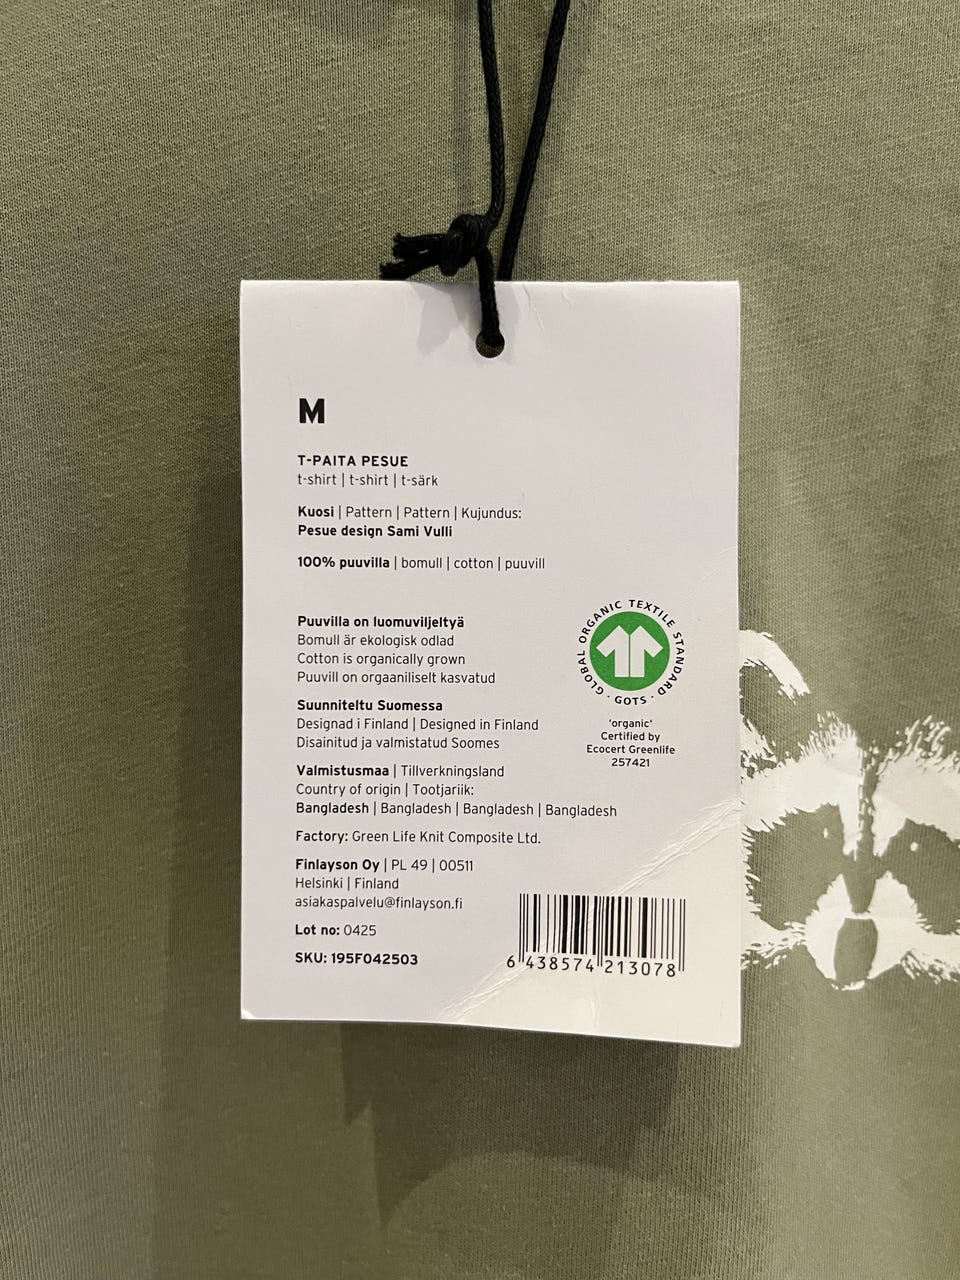 M
T-PAITA PESUE
t-shirt | t-shirt | t-särk
Kuosi | Pattern | Pattern | Kujundus:
Pesue design Sami Vulli
100% puuvilla | bomull | cotton | puuvill
Puuvilla on luomuviljeltyä
Bomull är ekologisk odlad
Cotton is organically grown
Puuvill on orgaaniliselt kasvatud
GLOBAL ORGANIC TEXTILE STANDARD · GOTS ·
'organic'
Certified by
Ecocert Greenlife
257421
Suunniteltu Suomessa
Designad i Finland | Designed in Finland
Disainitud ja valmistatud Soomes
Valmistusmaa | Tillverkningsland
Country of origin | Tootjariik:
Bangladesh | Bangladesh | Bangladesh | Bangladesh
Factory: Green Life Knit Composite Ltd.
Finlayson Oy | PL 49 | 00511
Helsinki | Finland
asiakaspalvelu@finlayson.fi
Lot no: 0425
SKU: 195F042503
6 438574 213078